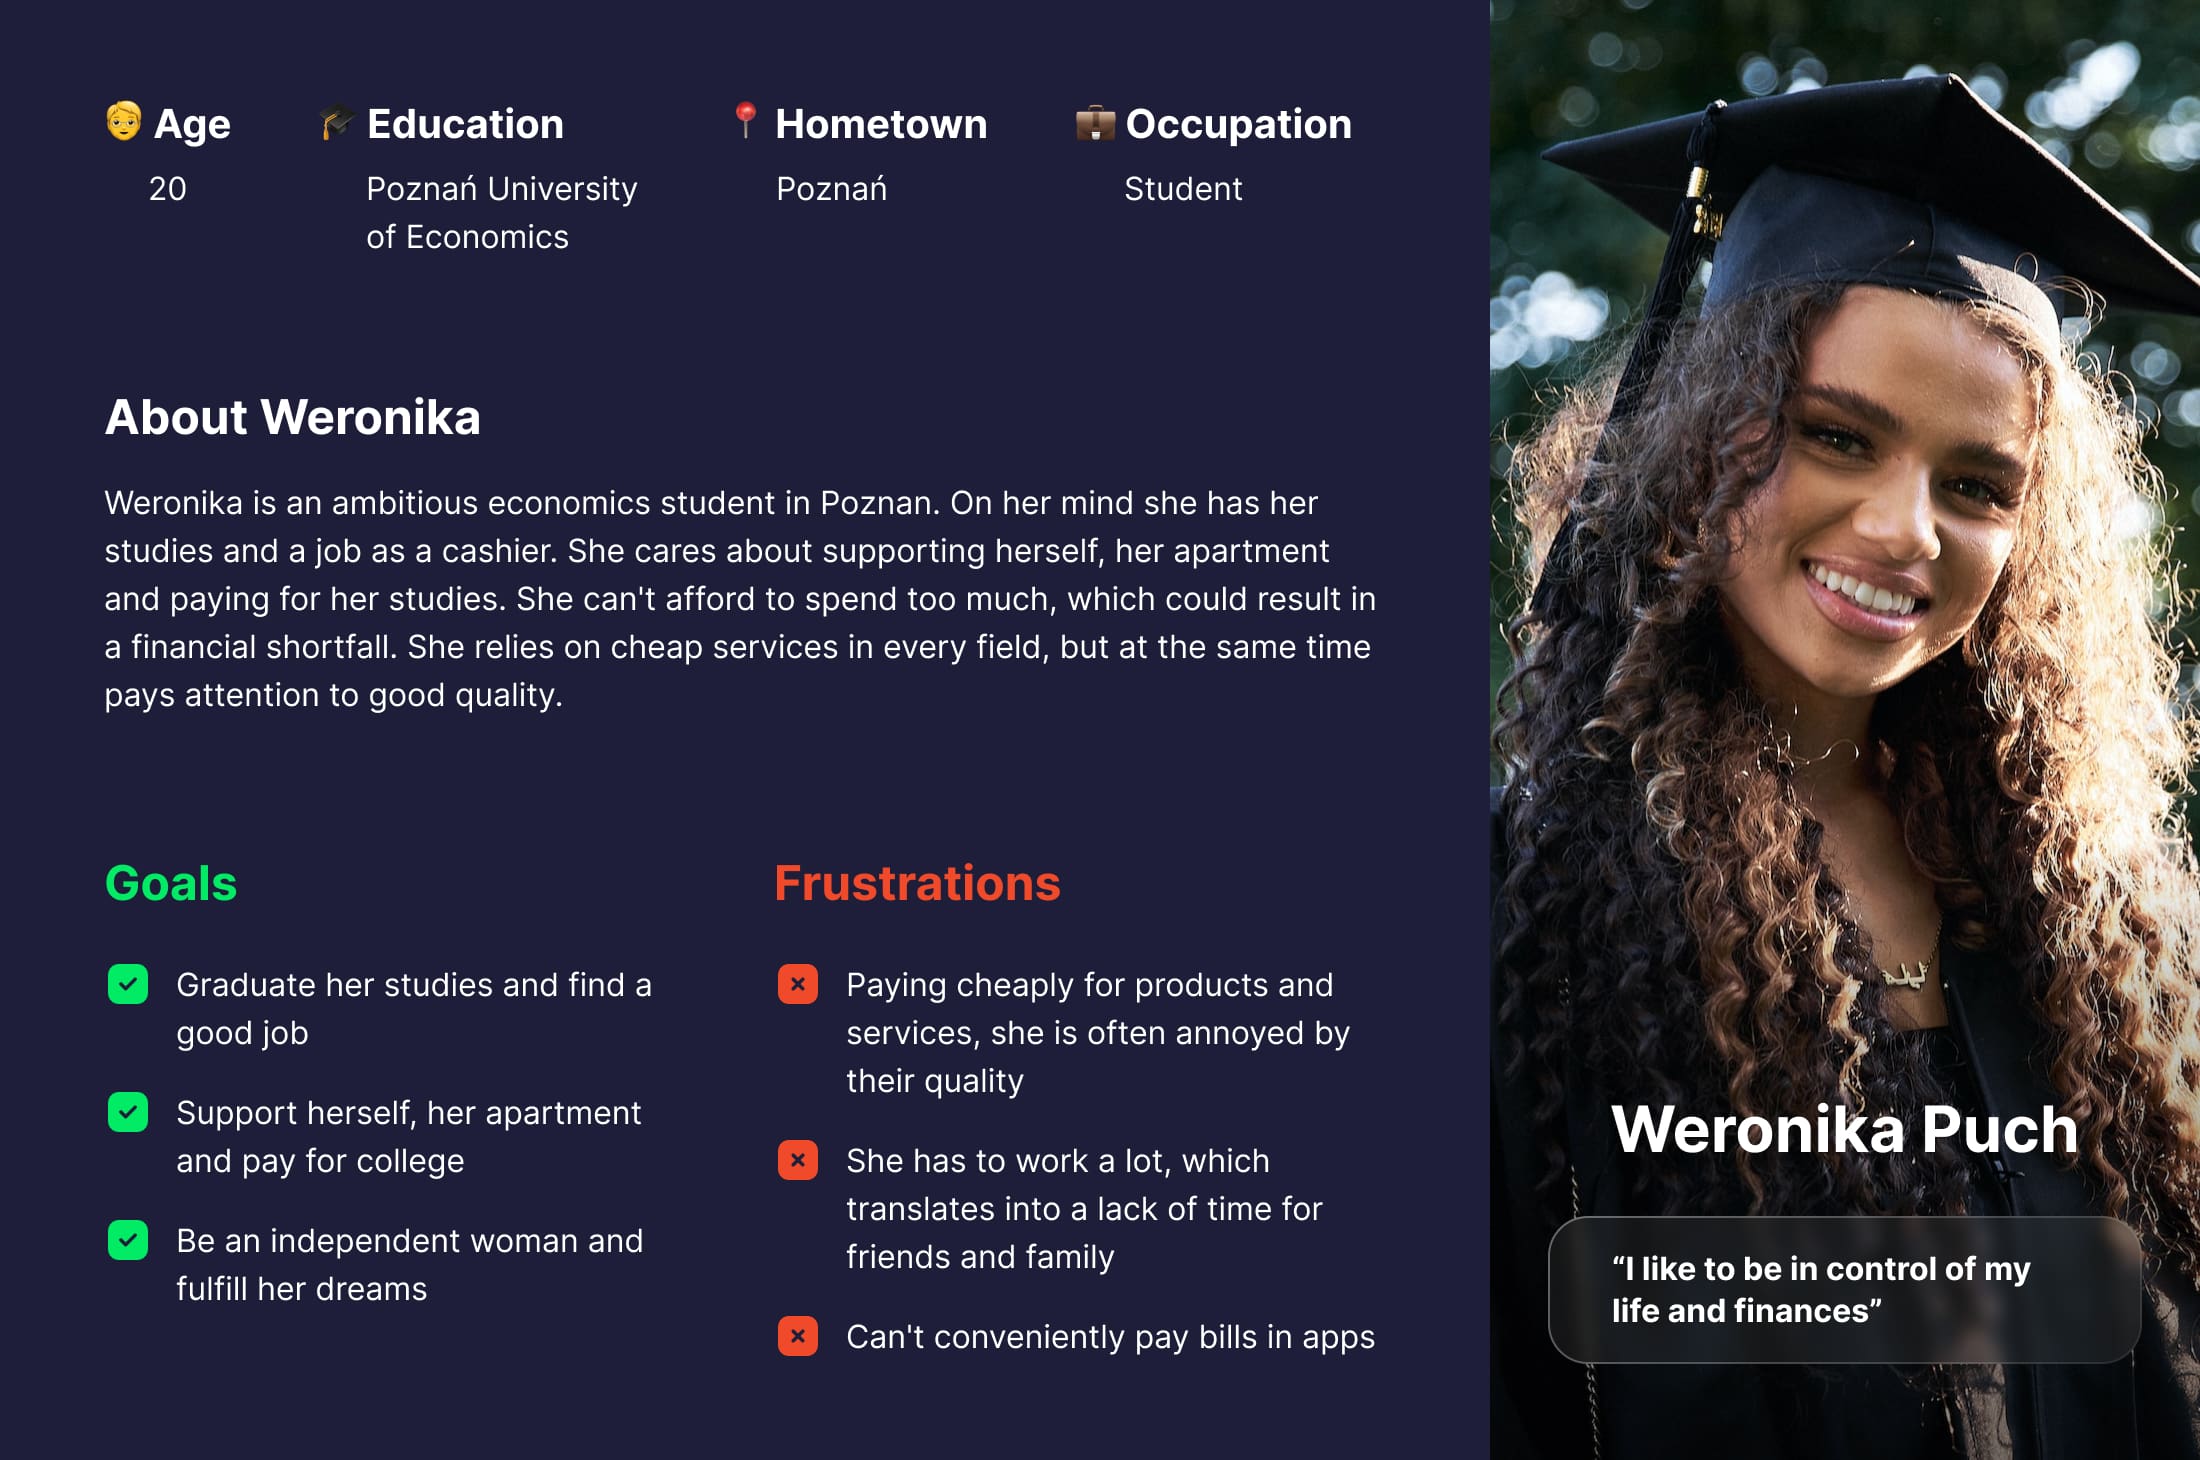 Age
20
Education
Poznań University
of Economics
Hometown
Poznań
Occupation
Student
About Weronika
Weronika is an ambitious economics student in Poznan. On her mind she has her
studies and a job as a cashier. She cares about supporting herself, her apartment
and paying for her studies. She can't afford to spend too much, which could result in
a financial shortfall. She relies on cheap services in every field, but at the same time
pays attention to good quality.
Goals
Graduate her studies and find a
good job
Support herself, her apartment
and pay for college
Be an independent woman and
fulfill her dreams
Frustrations
Paying cheaply for products and
services, she is often annoyed by
their quality
She has to work a lot, which
translates into a lack of time for
friends and family
Can't conveniently pay bills in apps
Weronika Puch
“I like to be in control of my
life and finances”